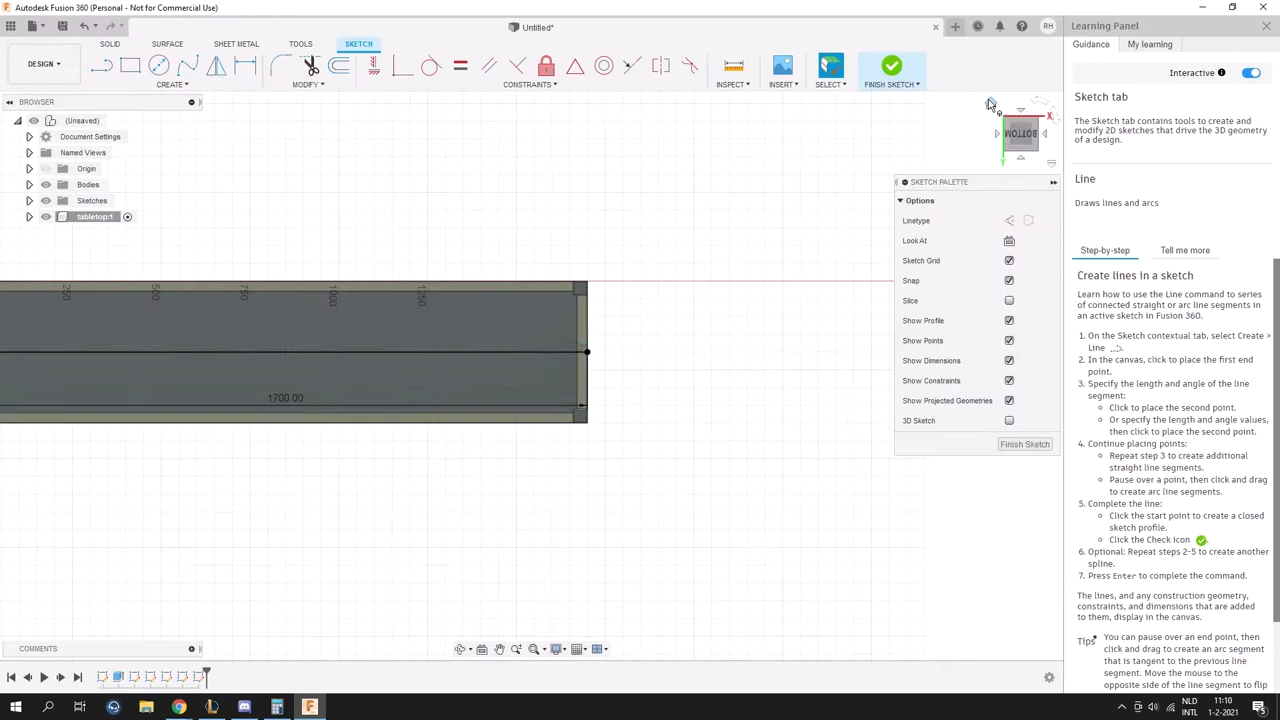 Autodesk Fusion 360 (Personal - Not for Commercial Use)
Untitled*
RH
Learning Panel
SOLID
SURFACE
SHEET METAL
TOOLS
SKETCH
Guidance
My learning
DESIGN
CREATE
MODIFY
CONSTRAINTS
INSPECT
INSERT
SELECT
FINISH SKETCH
Interactive
BROWSER
Sketch tab
(Unsaved)
The Sketch tab contains tools to create and
modify 2D sketches that drive the 3D geometry
of a design.
Document Settings
X
BOTTOM
Y
Named Views
Origin
Bodies
Sketches
tabletop:1
Line
Draws lines and arcs
SKETCH PALETTE
Options
Linetype
Look At
Sketch Grid
Snap
Slice
Show Profile
Show Points
Show Dimensions
Show Constraints
Show Projected Geometries
3D Sketch
Finish Sketch
250
500
750
1000
1250
1700.00
Step-by-step
Tell me more
Create lines in a sketch
Learn how to use the Line command to series
of connected straight or arc line segments in
an active sketch in Fusion 360.
1. On the Sketch contextual tab, select Create >
Line
2. In the canvas, click to place the first end
point.
3. Specify the length and angle of the line
segment:
Click to place the second point.
Or specify the length and angle values,
then click to place the second point.
4. Continue placing points:
Repeat step 3 to create additional
straight line segments.
Pause over a point, then click and drag
to create arc line segments.
5. Complete the line:
Click the start point to create a closed
sketch profile.
Click the Check icon
6. Optional: Repeat steps 2-5 to create another
spline.
7. Press Enter to complete the command.
The lines, and any construction geometry,
constraints, and dimensions that are added
to them, display in the canvas.
Tips
You can pause over an end point, then
click and drag to create an arc segment
that is tangent to the previous line
segment. Move the mouse to the
opposite side of the line segment to flip
COMMENTS
NLD
INTL
11:10
1-2-2021
5